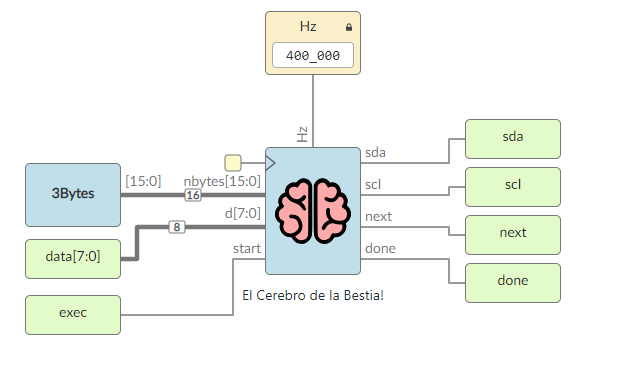 Hz
400_000
Hz
sda
sda
3Bytes
[15:0]
nbytes[15:0]
16
scl
scl
d[7:0]
8
next
next
data[7:0]
start
done
done
exec
El Cerebro de la Bestia!